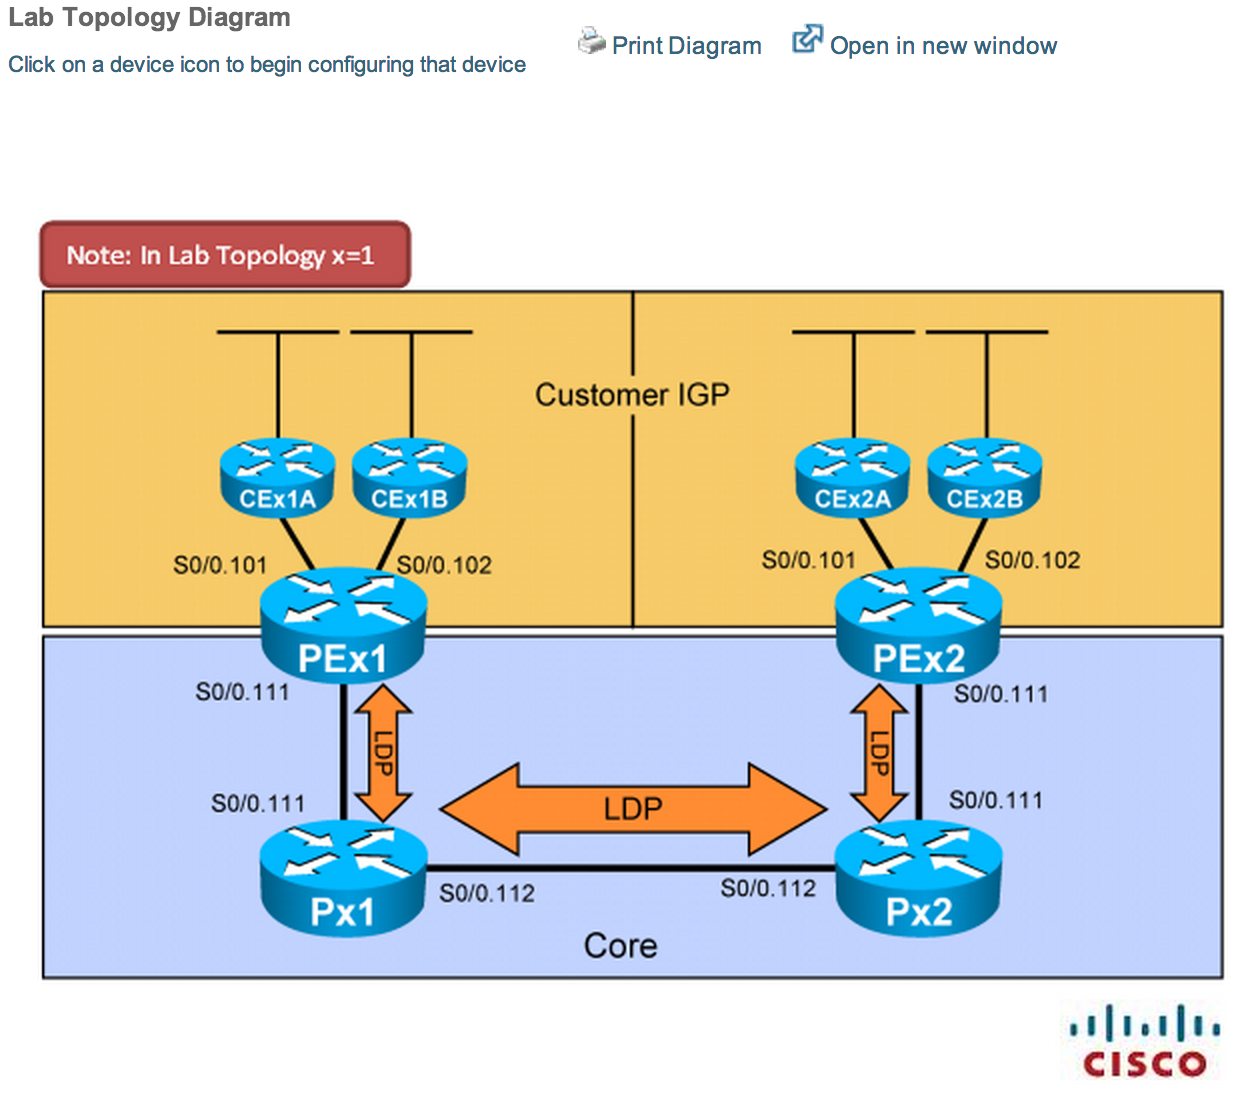 Lab Topology Diagram
Print Diagram
Open in new window
Click on a device icon to begin configuring that device
Note: In Lab Topology x=1
Customer IGP
CEx1A
CEx1B
CEx2A
CEx2B
S0/0.101
S0/0.102
S0/0.101
S0/0.102
PEx1
PEx2
S0/0.111
S0/0.111
LDP
LDP
S0/0.111
LDP
S0/0.111
Px1
S0/0.112
S0/0.112
Px2
Core
CISCO